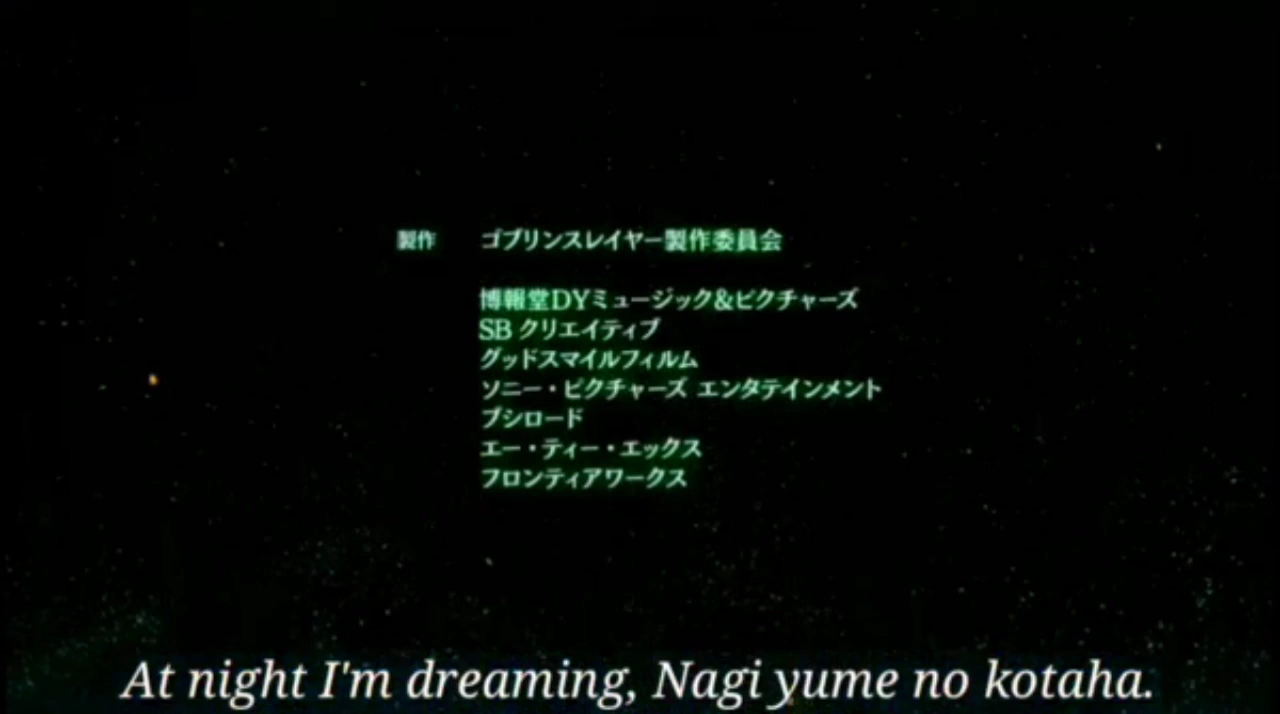 製作 ゴブリンスレイヤー製作委員会
博報堂DYミュージック&ピクチャーズ
SB クリエイティブ
グッドスマイルフィルム
ソニー・ピクチャーズ エンタテインメント
ブシロード
エー・ティー・エックス
フロンティアワークス
At night I'm dreaming, Nagi yume no kotaha.